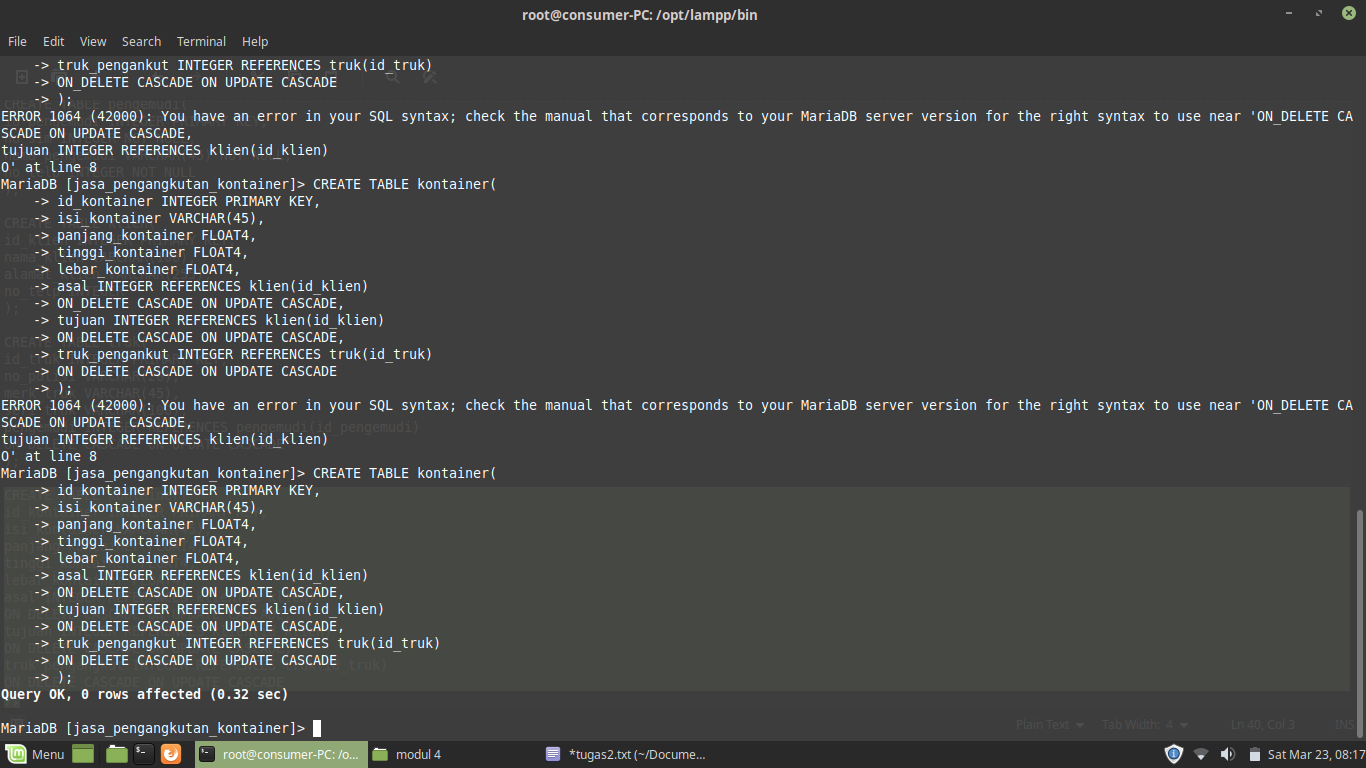 root@consumer-PC: /opt/lampp/bin
File Edit View Search Terminal Help
-> truk_pengankut INTEGER REFERENCES truk(id_truk)
-> ON_DELETE CASCADE ON UPDATE CASCADE
-> );
ERROR 1064 (42000): You have an error in your SQL syntax; check the manual that corresponds to your MariaDB server version for the right syntax to use near 'ON_DELETE CA
SCADE ON UPDATE CASCADE,
tujuan INTEGER REFERENCES klien(id_klien)
O' at line 8
MariaDB [jasa_pengangkutan_kontainer]> CREATE TABLE kontainer(
-> id_kontainer INTEGER PRIMARY KEY,
-> isi_kontainer VARCHAR(45),
-> panjang_kontainer FLOAT4,
-> tinggi_kontainer FLOAT4,
-> lebar_kontainer FLOAT4,
-> asal INTEGER REFERENCES klien(id_klien)
-> ON_DELETE CASCADE ON UPDATE CASCADE,
-> tujuan INTEGER REFERENCES klien(id_klien)
-> ON DELETE CASCADE ON UPDATE CASCADE,
-> truk_pengankut INTEGER REFERENCES truk(id_truk)
-> ON DELETE CASCADE ON UPDATE CASCADE
-> );
ERROR 1064 (42000): You have an error in your SQL syntax; check the manual that corresponds to your MariaDB server version for the right syntax to use near 'ON_DELETE CA
SCADE ON UPDATE CASCADE,
tujuan INTEGER REFERENCES klien(id_klien)
O' at line 8
MariaDB [jasa_pengangkutan_kontainer]> CREATE TABLE kontainer(
-> id_kontainer INTEGER PRIMARY KEY,
-> isi_kontainer VARCHAR(45),
-> panjang_kontainer FLOAT4,
-> tinggi_kontainer FLOAT4,
-> lebar_kontainer FLOAT4,
-> asal INTEGER REFERENCES klien(id_klien)
-> ON DELETE CASCADE ON UPDATE CASCADE,
-> tujuan INTEGER REFERENCES klien(id_klien)
-> ON DELETE CASCADE ON UPDATE CASCADE,
-> truk_pengangkut INTEGER REFERENCES truk(id_truk)
-> ON DELETE CASCADE ON UPDATE CASCADE
-> );
Query OK, 0 rows affected (0.32 sec)
MariaDB [jasa_pengangkutan_kontainer]>
Plain Text Tab Width: 4 Ln 40, Col 3 INS
Menu root@consumer-PC: /o... modul 4 *tugas2.txt (~/Docume... Sat Mar 23, 08:17